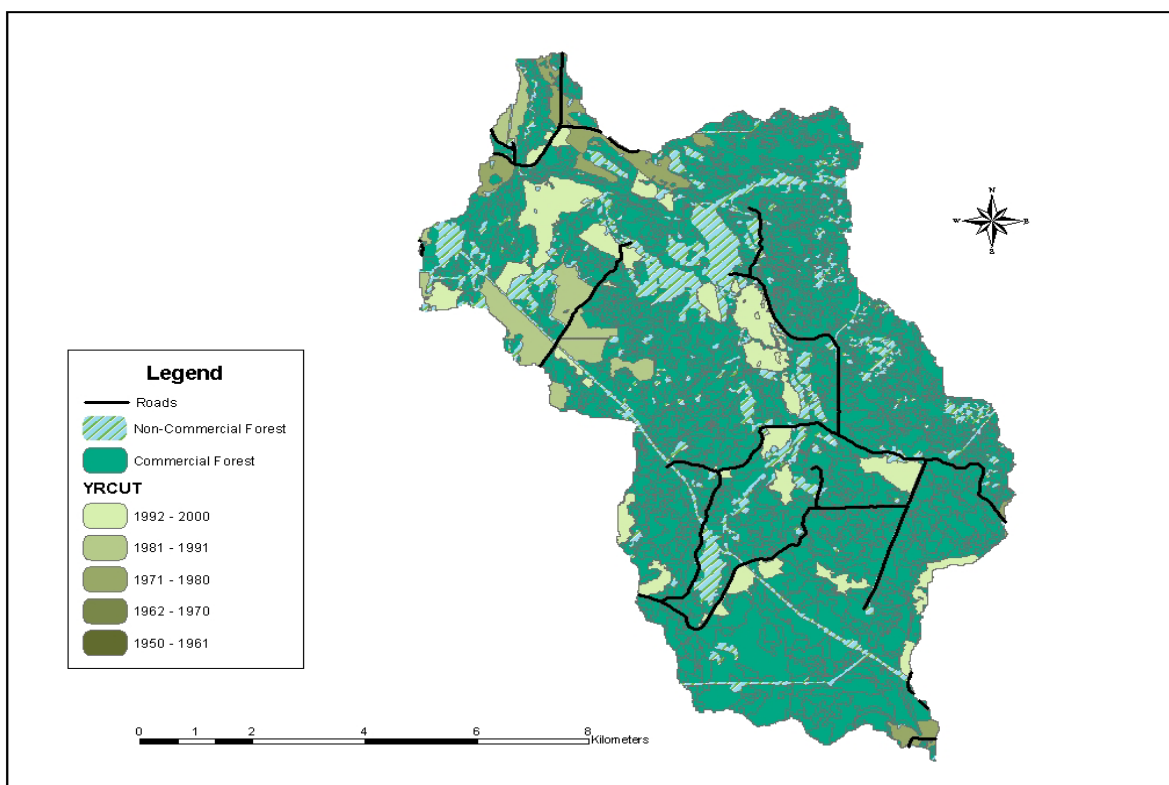 N
W
E
S
Legend
Roads
Non-Commercial Forest
Commercial Forest
YRCUT
1992 - 2000
1981 - 1991
1971 - 1980
1962 - 1970
1950 - 1961
0 2 4 6 8
Kilometers